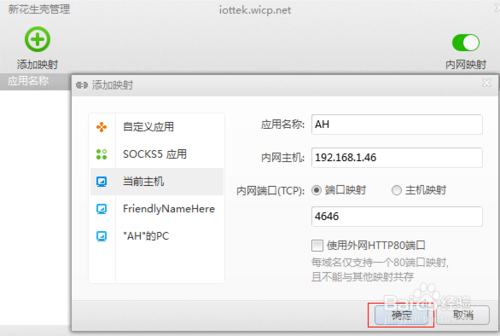 新花生壳管理
iottek.wicp.net
添加映射
内网映射
应用名称
添加映射
自定义应用
SOCKS5 应用
当前主机
FriendlyNameHere
"AH"的PC
应用名称: AH
内网主机: 192.168.1.46
内网端口(TCP): 端口映射 主机映射
4646
使用外网HTTP80端口
每域名仅支持一个80端口映射,
且不能与其他映射共存
确定
取消
Baidu 经验